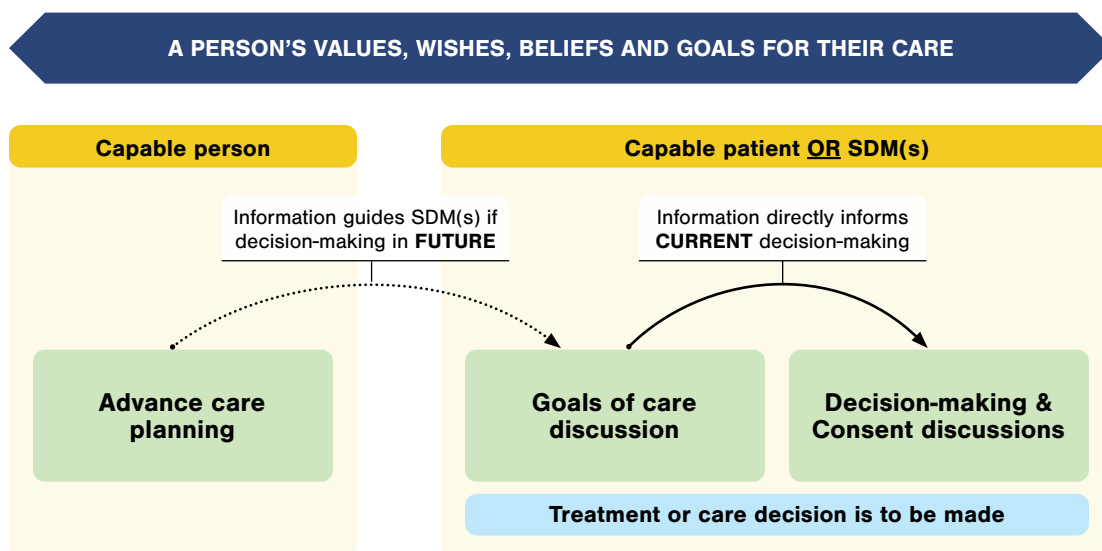 A PERSON'S VALUES, WISHES, BELIEFS AND GOALS FOR THEIR CARE
Capable person
Capable patient OR SDM(s)
Information guides SDM(s) if
decision-making in FUTURE
Information directly informs
CURRENT decision-making
Advance care
planning
Goals of care
discussion
Decision-making &
Consent discussions
Treatment or care decision is to be made